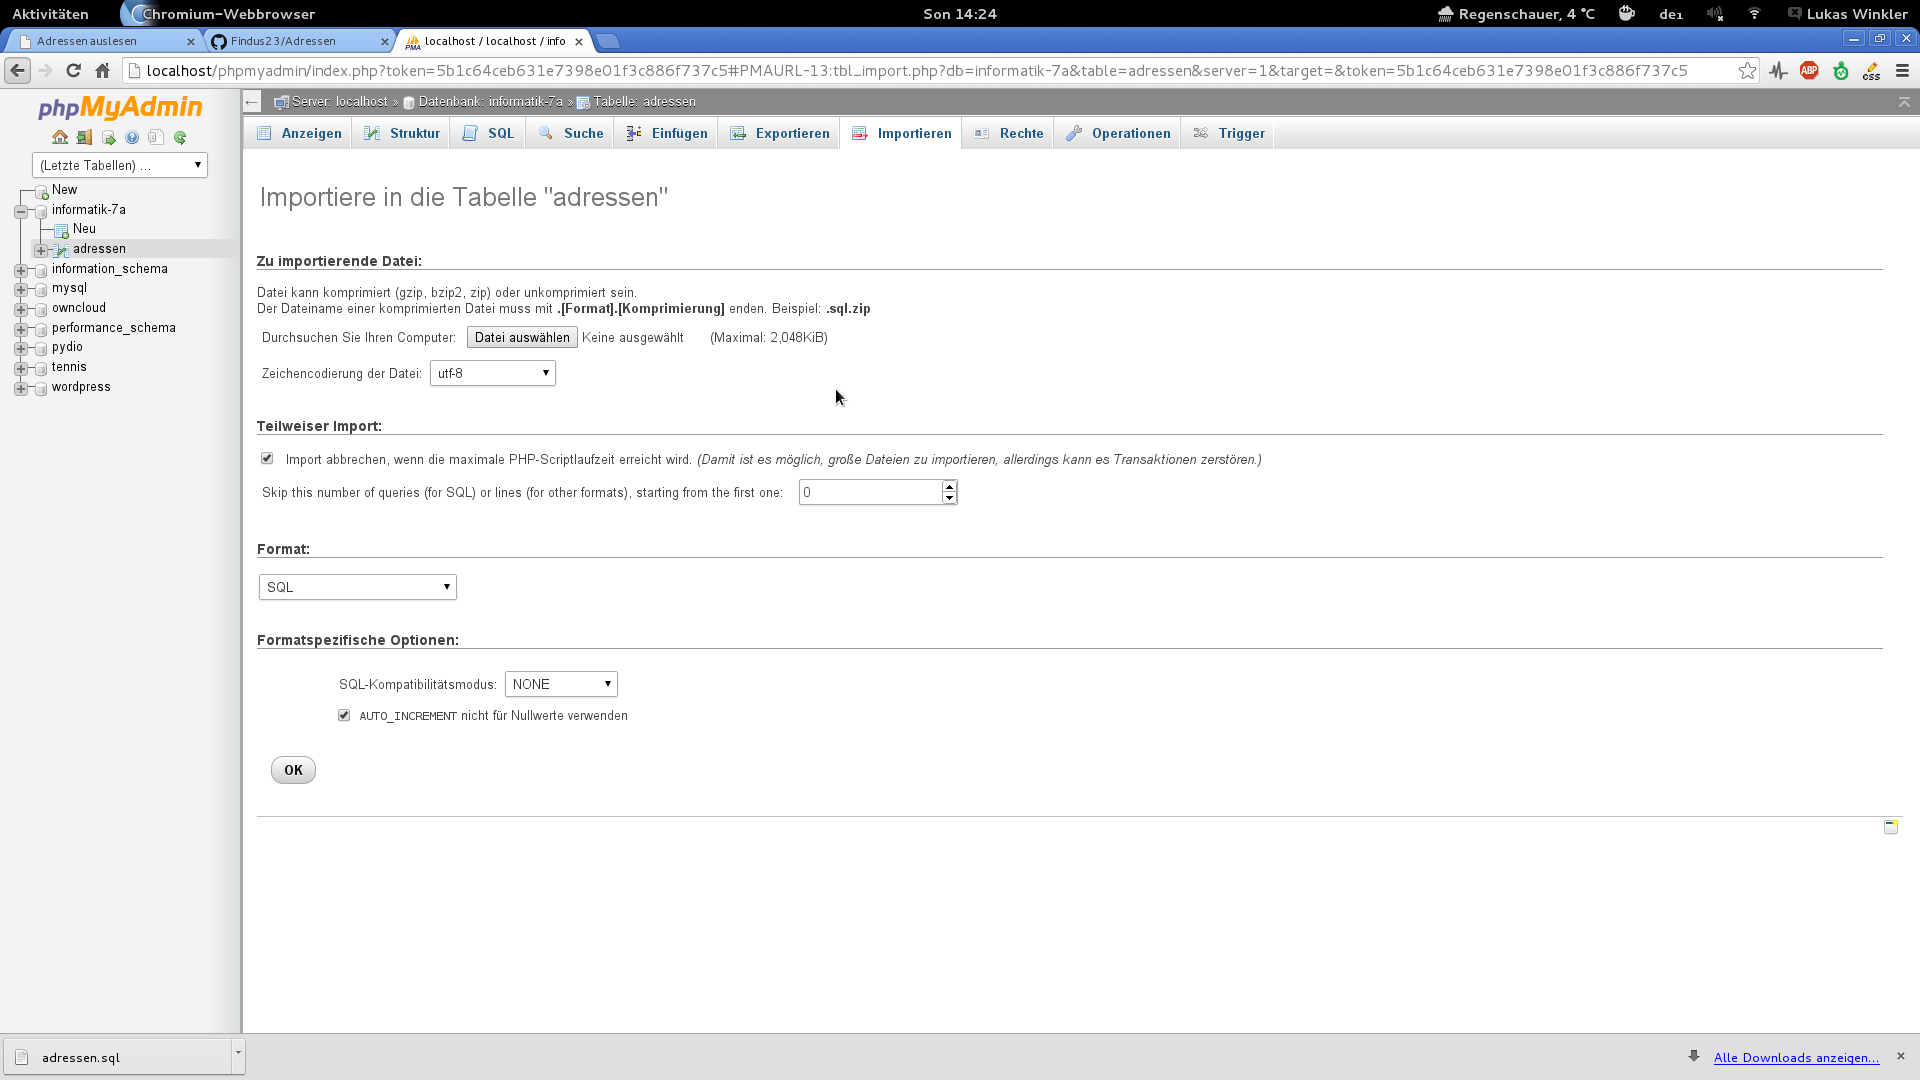 Aktivitäten
Chromium-Webbrowser
Son 14:24
Regenschauer, 4 °C
de1
Lukas Winkler
Adressen auslesen
Findus23/Adressen
localhost / localhost / info
localhost/phpmyadmin/index.php?token=5b1c64ceb631e7398e01f3c886f737c5#PMAURL-13:tbl_import.php?db=informatik-7a&table=adressen&server=1&target=&token=5b1c64ceb631e7398e01f3c886f737c5
ABP
css
phpMyAdmin
(Letzte Tabellen) ...
New
informatik-7a
Neu
adressen
information_schema
mysql
owncloud
performance_schema
pydio
tennis
wordpress
Server: localhost » Datenbank: informatik-7a » Tabelle: adressen
Anzeigen
Struktur
SQL
Suche
Einfügen
Exportieren
Importieren
Rechte
Operationen
Trigger
Importiere in die Tabelle "adressen"
Zu importierende Datei:
Datei kann komprimiert (gzip, bzip2, zip) oder unkomprimiert sein.
Der Dateiname einer komprimierten Datei muss mit .[Format].[Komprimierung] enden. Beispiel: .sql.zip
Durchsuchen Sie Ihren Computer: Datei auswählen Keine ausgewählt (Maximal: 2,048KiB)
Zeichencodierung der Datei: utf-8
Teilweiser Import:
Import abbrechen, wenn die maximale PHP-Scriptlaufzeit erreicht wird. (Damit ist es möglich, große Dateien zu importieren, allerdings kann es Transaktionen zerstören.)
Skip this number of queries (for SQL) or lines (for other formats), starting from the first one: 0
Format:
SQL
Formatspezifische Optionen:
SQL-Kompatibilitätsmodus: NONE
AUTO_INCREMENT nicht für Nullwerte verwenden
OK
adressen.sql
Alle Downloads anzeigen...